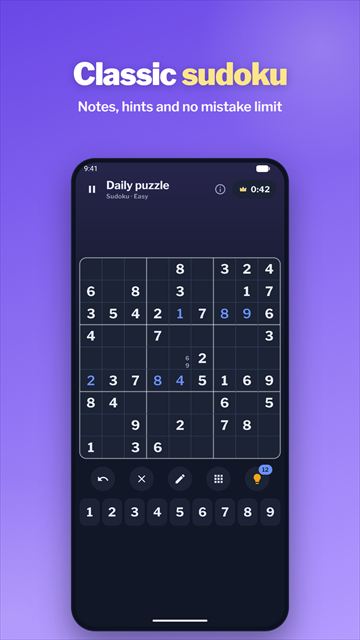 Classic sudoku
Notes, hints and no mistake limit
9:41
Daily puzzle
Sudoku · Easy
0:42
8 3 2 4
6 8 3 1 7
3 5 4 2 1 7 8 9 6
4 7 3
6 9 2
2 3 7 8 4 5 1 6 9
8 4 6 5
9 2 7 8
1 3 6
12
1 2 3 4 5 6 7 8 9